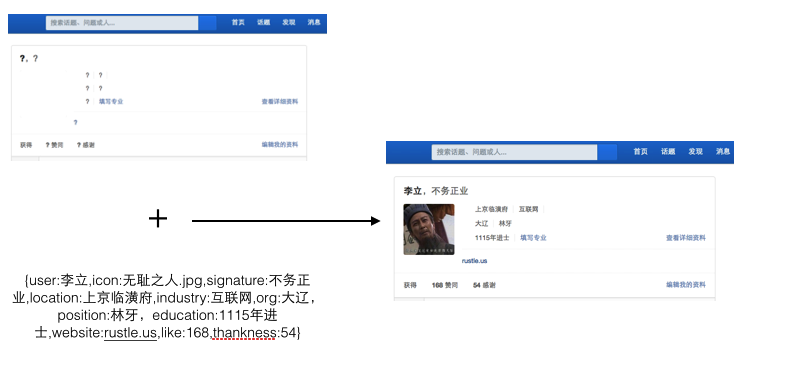 搜索话题、问题或人...
首页 话题 发现 消息
?，?
? ?
? ?
? 填写专业 查看详细资料
?
获得 ? 赞同 ? 感谢 编辑我的资料
+
{user:李立,icon:无耻之人.jpg,signature:不务正
业,location:上京临潢府,industry:互联网,org:大辽，
position:林牙，education:1115年进
士,website:rustle.us,like:168,thankness:54}
搜索话题、问题或人...
首页 话题 发现 消息
李立，不务正业
上京临潢府 互联网
大辽 林牙
1115年进士 填写专业 查看详细资料
rustle.us
获得 168 赞同 54 感谢 编辑我的资料